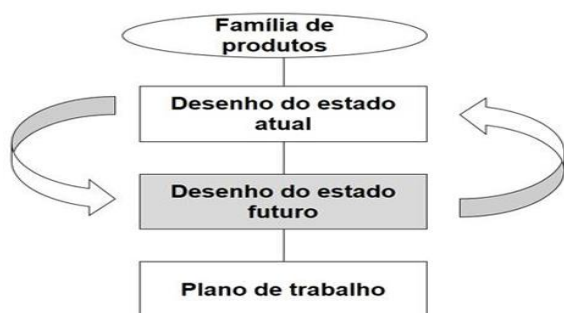 Família de
produtos
Desenho do estado
atual
Desenho do estado
futuro
Plano de trabalho